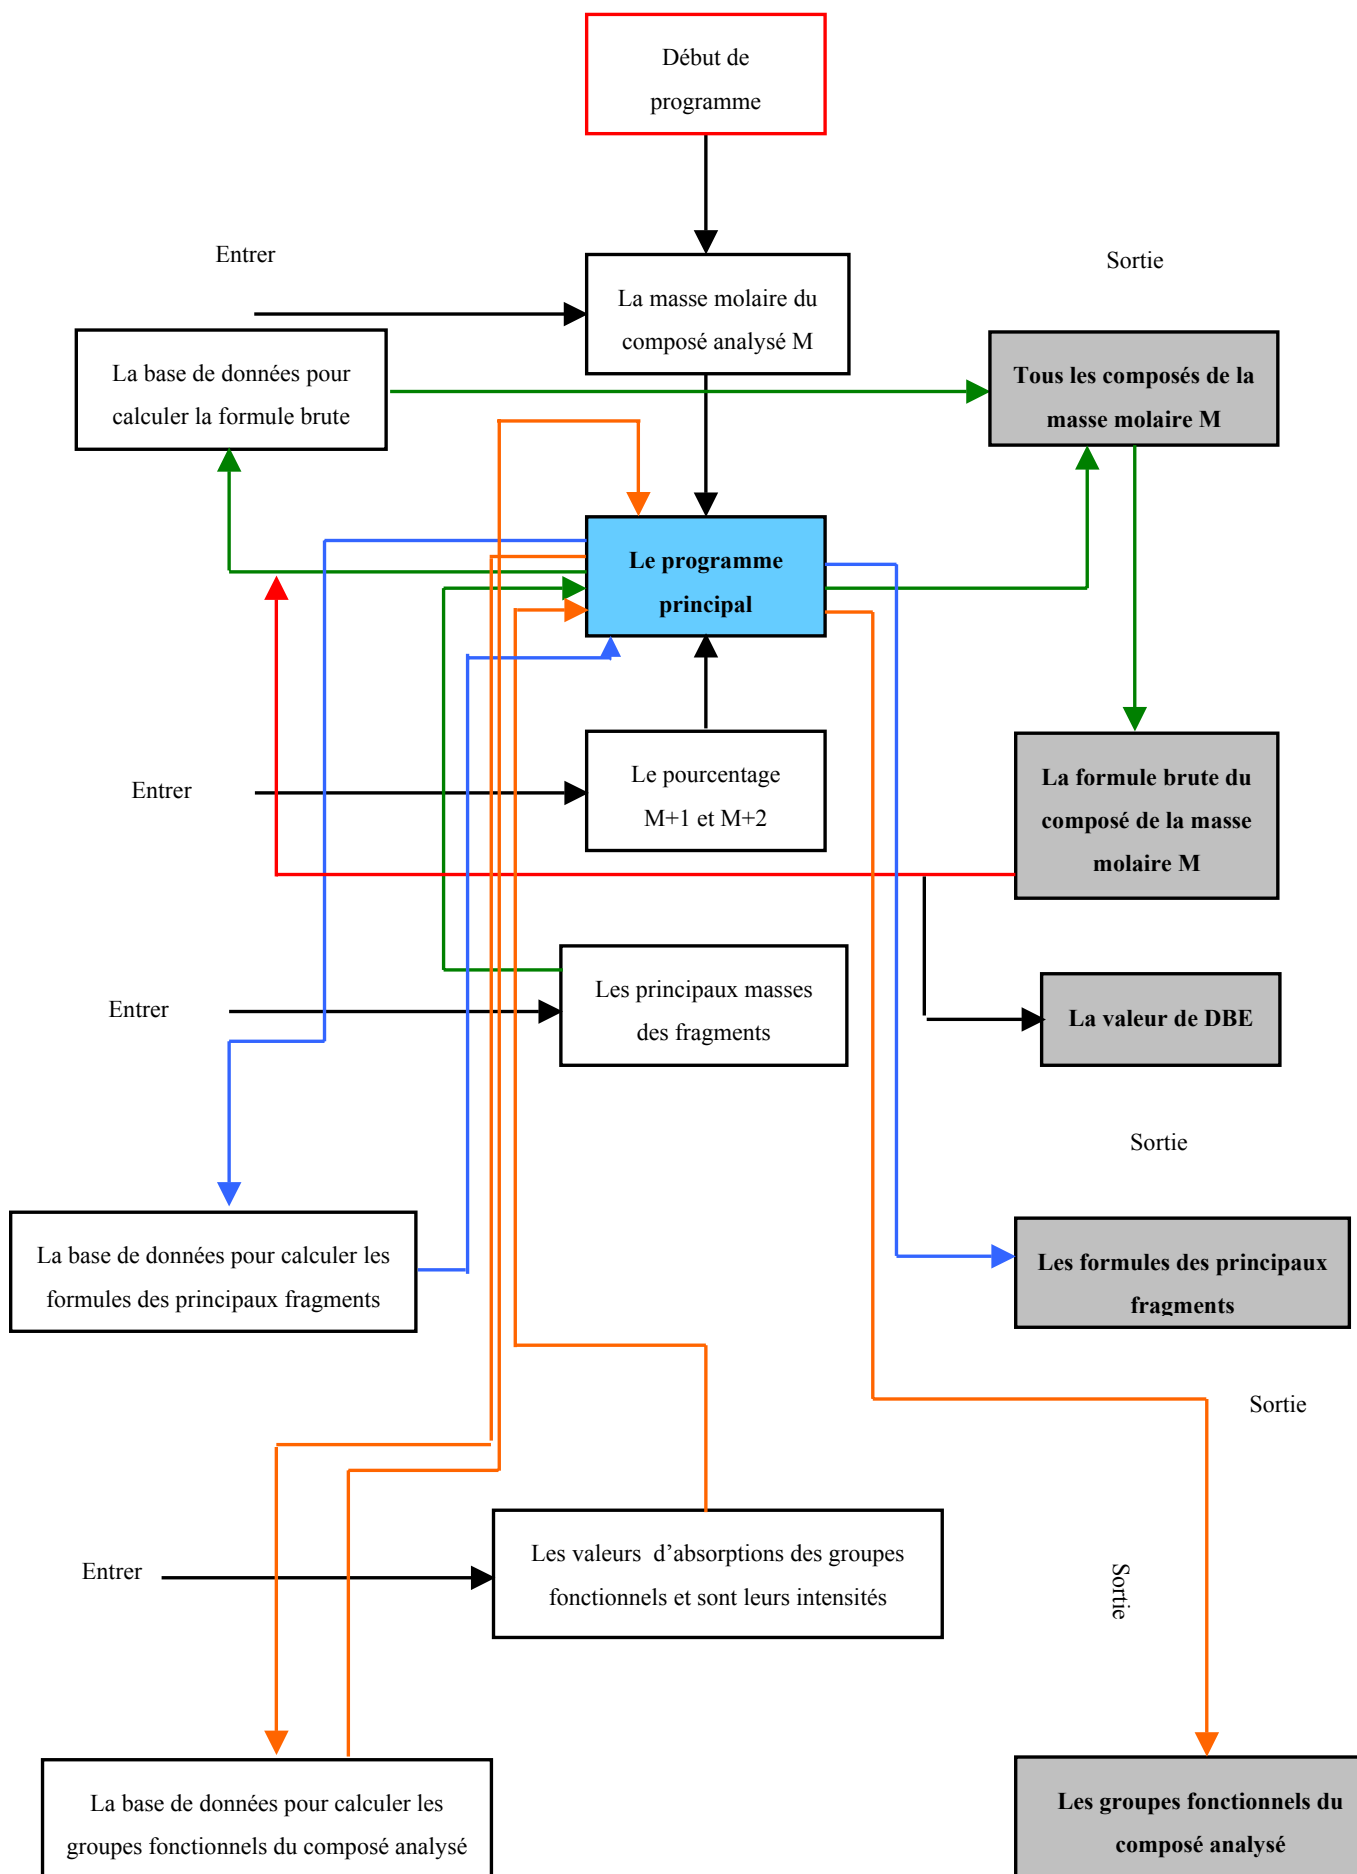 Début de
programme
Entrer
Sortie
La masse molaire du
composé analysé M
La base de données pour
calculer la formule brute
Tous les composés de la
masse molaire M
Le programme
principal
Entrer
Le pourcentage
M+1 et M+2
La formule brute du
composé de la masse
molaire M
Entrer
Les principaux masses
des fragments
La valeur de DBE
Sortie
La base de données pour calculer les
formules des principaux fragments
Les formules des principaux
fragments
Sortie
Entrer
Les valeurs d’absorptions des groupes
fonctionnels et sont leurs intensités
Sortie
La base de données pour calculer les
groupes fonctionnels du composé analysé
Les groupes fonctionnels du
composé analysé